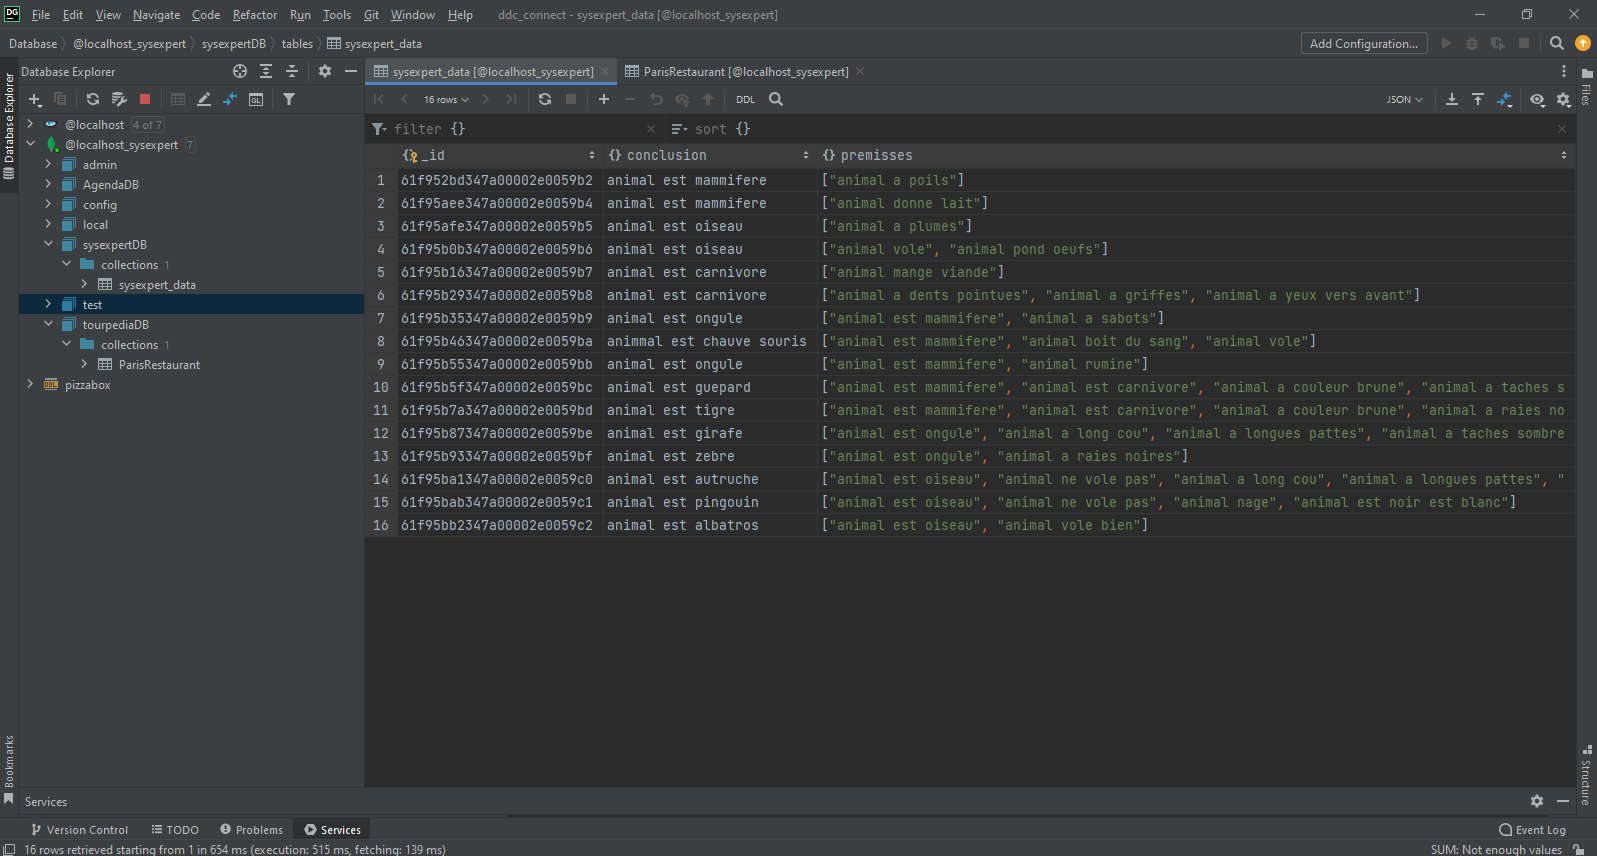 DG File Edit View Navigate Code Refactor Run Tools Git Window Help ddc_connect - sysexpert_data [@localhost_sysexpert]
Database @localhost_sysexpert sysexpertDB tables sysexpert_data Add Configuration...
Database Explorer
sysexpert_data [@localhost_sysexpert] ParisRestaurant [@localhost_sysexpert]
16 rows DDL JSON
filter {} sort {}
_id conclusion premisses
1 61f952bd347a00002e0059b2 animal est mammifere ["animal a poils"]
2 61f95aee347a00002e0059b4 animal est mammifere ["animal donne lait"]
3 61f95afe347a00002e0059b5 animal est oiseau ["animal a plumes"]
4 61f95b0b347a00002e0059b6 animal est oiseau ["animal vole", "animal pond oeufs"]
5 61f95b16347a00002e0059b7 animal est carnivore ["animal mange viande"]
6 61f95b29347a00002e0059b8 animal est carnivore ["animal a dents pointues", "animal a griffes", "animal a yeux vers avant"]
7 61f95b35347a00002e0059b9 animal est ongule ["animal est mammifere", "animal a sabots"]
8 61f95b46347a00002e0059ba animmal est chauve souris ["animal est mammifere", "animal boit du sang", "animal vole"]
9 61f95b55347a00002e0059bb animal est ongule ["animal est mammifere", "animal rumine"]
10 61f95b5f347a00002e0059bc animal est guepard ["animal est mammifere", "animal est carnivore", "animal a couleur brune", "animal a taches s
11 61f95b7a347a00002e0059bd animal est tigre ["animal est mammifere", "animal est carnivore", "animal a couleur brune", "animal a raies no
12 61f95b87347a00002e0059be animal est girafe ["animal est ongule", "animal a long cou", "animal a longues pattes", "animal a taches sombre
13 61f95b93347a00002e0059bf animal est zebre ["animal est ongule", "animal a raies noires"]
14 61f95ba1347a00002e0059c0 animal est autruche ["animal est oiseau", "animal ne vole pas", "animal a long cou", "animal a longues pattes", "
15 61f95bab347a00002e0059c1 animal est pingouin ["animal est oiseau", "animal ne vole pas", "animal nage", "animal est noir est blanc"]
16 61f95bb2347a00002e0059c2 animal est albatros ["animal est oiseau", "animal vole bien"]
@localhost 4 of 7
@localhost_sysexpert 7
admin
AgendaDB
config
local
sysexpertDB
collections 1
sysexpert_data
test
tourpediaDB
collections 1
ParisRestaurant
DDL pizzabox
QL
Database Explorer
Bookmarks
Files
Structure
Services
Version Control TODO Problems Services Event Log
16 rows retrieved starting from 1 in 654 ms (execution: 515 ms, fetching: 139 ms) SUM: Not enough values